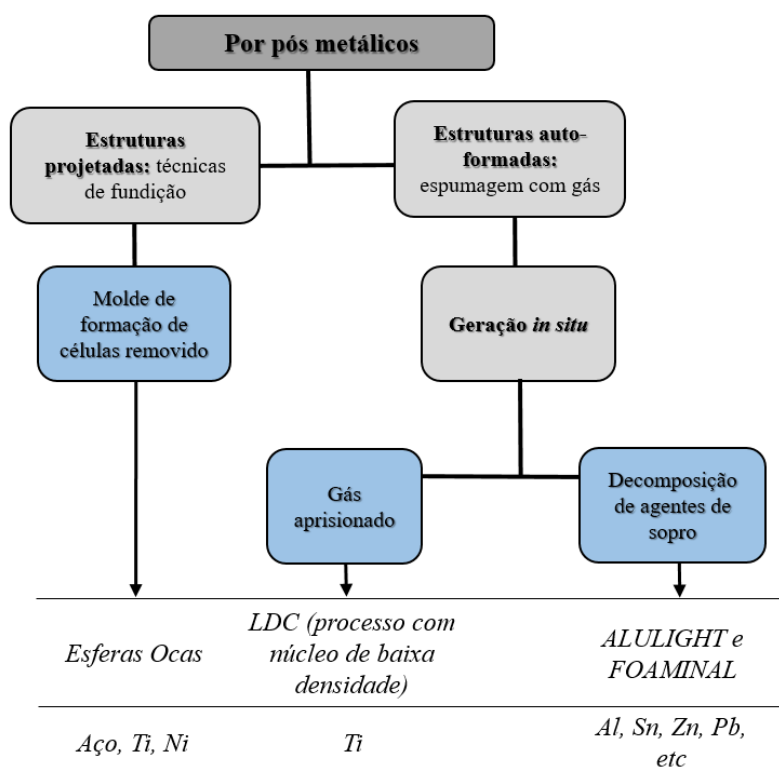 Por pós metálicos
Estruturas
projetadas: técnicas
de fundição
Estruturas auto-
formadas:
espumagem com gás
Molde de
formação de
células removido
Geração in situ
Gás
aprisionado
Decomposição
de agentes de
sopro
Esferas Ocas
LDC (processo com
núcleo de baixa
densidade)
ALULIGHT e
FOAMINAL
Aço, Ti, Ni
Ti
Al, Sn, Zn, Pb,
etc